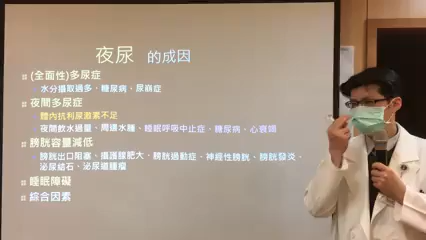 夜尿 的成因
(全面性)多尿症
水分攝取過多、糖尿病、尿崩症
夜間多尿症
體內抗利尿激素不足
夜間飲水過量、周邊水腫、睡眠呼吸中止症、糖尿病、心衰竭
膀胱容量減低
膀胱出口阻塞、攝護腺肥大、膀胱過動症、神經性膀胱、膀胱發炎、
泌尿結石、泌尿道腫瘤
睡眠障礙
綜合因素